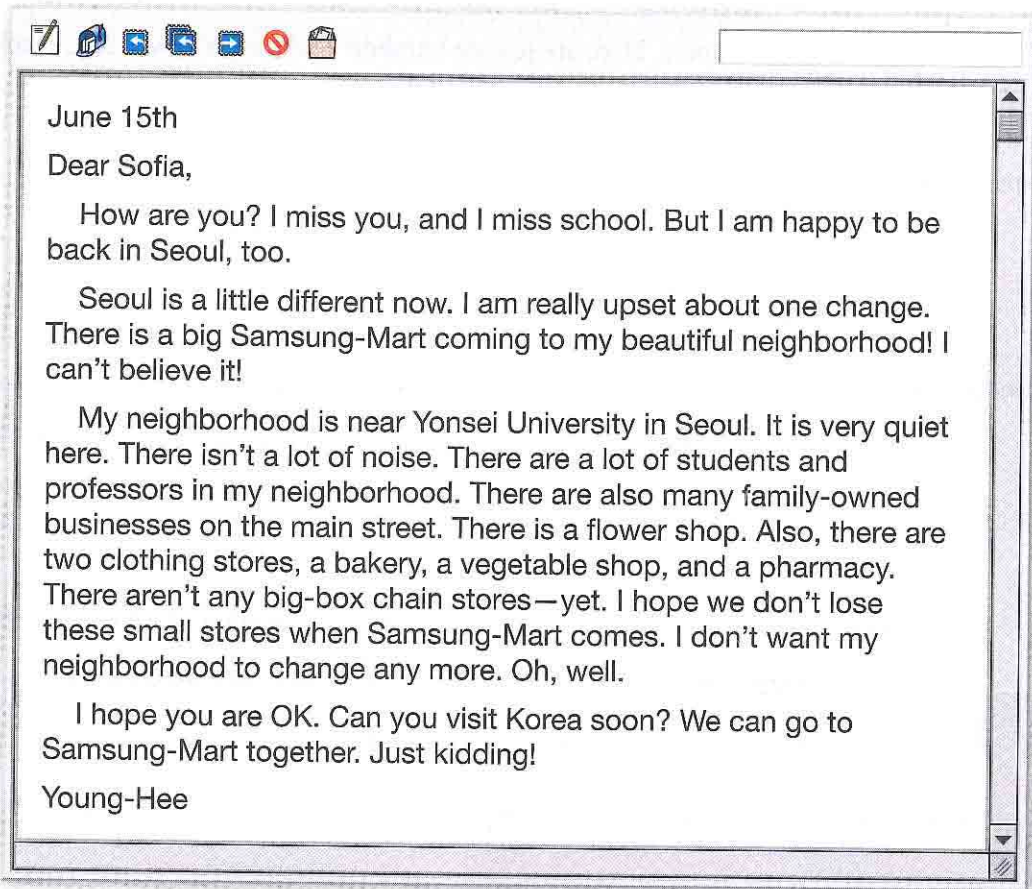 June 15th
Dear Sofia,
How are you? I miss you, and I miss school. But I am happy to be
back in Seoul, too.
Seoul is a little different now. I am really upset about one change.
There is a big Samsung-Mart coming to my beautiful neighborhood! I
can't believe it!
My neighborhood is near Yonsei University in Seoul. It is very quiet
here. There isn't a lot of noise. There are a lot of students and
professors in my neighborhood. There are also many family-owned
businesses on the main street. There is a flower shop. Also, there are
two clothing stores, a bakery, a vegetable shop, and a pharmacy.
There aren't any big-box chain stores—yet. I hope we don't lose
these small stores when Samsung-Mart comes. I don't want my
neighborhood to change any more. Oh, well.
I hope you are OK. Can you visit Korea soon? We can go to
Samsung-Mart together. Just kidding!
Young-Hee